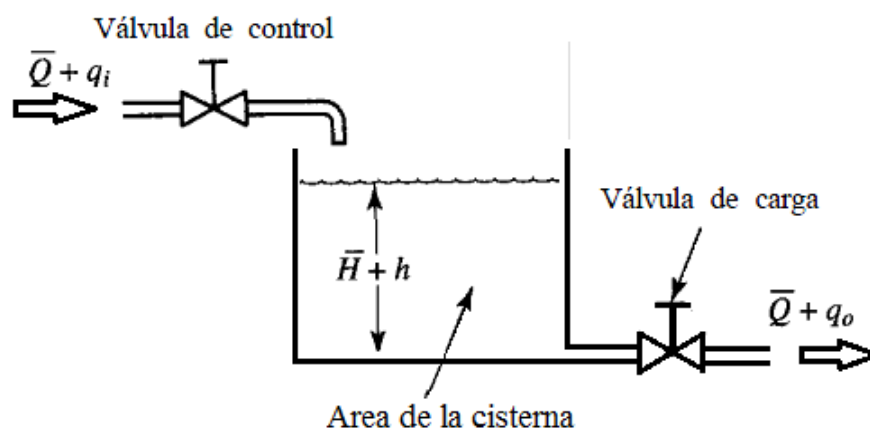 Válvula de control
Q̅ + qᵢ
Válvula de carga
H̅ + h
Q̅ + qₒ
Area de la cisterna